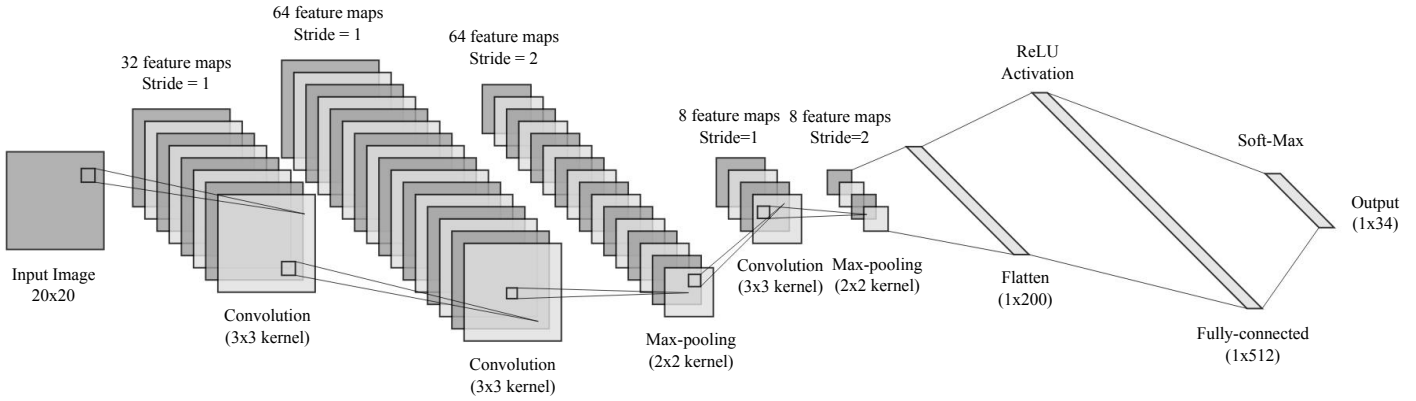 64 feature maps
Stride = 1
64 feature maps
Stride = 2
32 feature maps
Stride = 1
ReLU
Activation
8 feature maps
Stride=1
8 feature maps
Stride=2
Soft-Max
Output
(1x34)
Input Image
20x20
Convolution
(3x3 kernel)
Convolution
(3x3 kernel)
Max-pooling
(2x2 kernel)
Convolution
(3x3 kernel)
Max-pooling
(2x2 kernel)
Flatten
(1x200)
Fully-connected
(1x512)